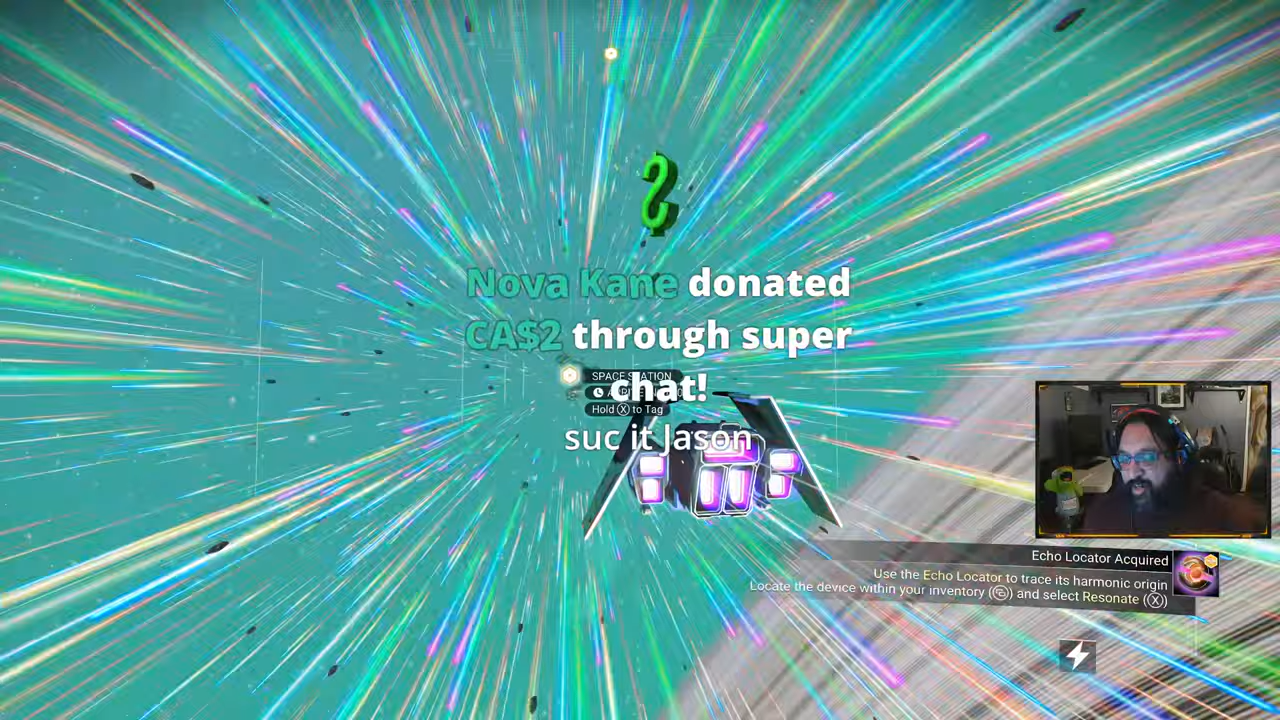 Nova Kane donated
CA$2 through super
chat!
suc it Jason
SPACE STATION
Hold X to Tag
Echo Locator Acquired
Use the Echo Locator to trace its harmonic origin
Locate the device within your inventory () and select Resonate (X)